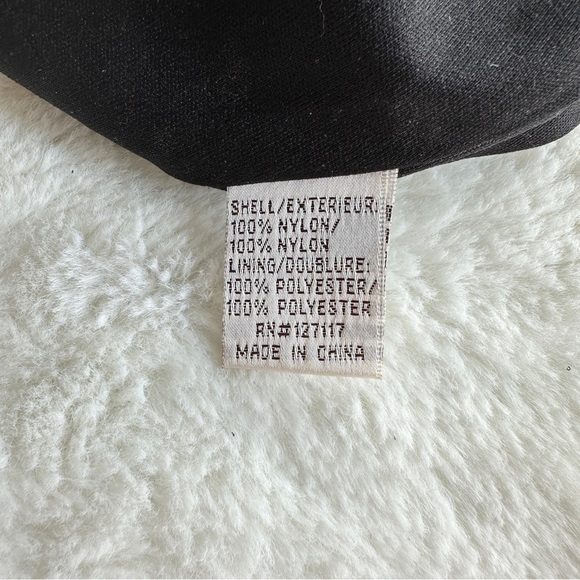 SHELL/EXTERIEUR:
100% NYLON/
100% NYLON
LINING/DOUBLURE:
100% POLYESTER/
100% POLYESTER
RN#127117
MADE IN CHINA